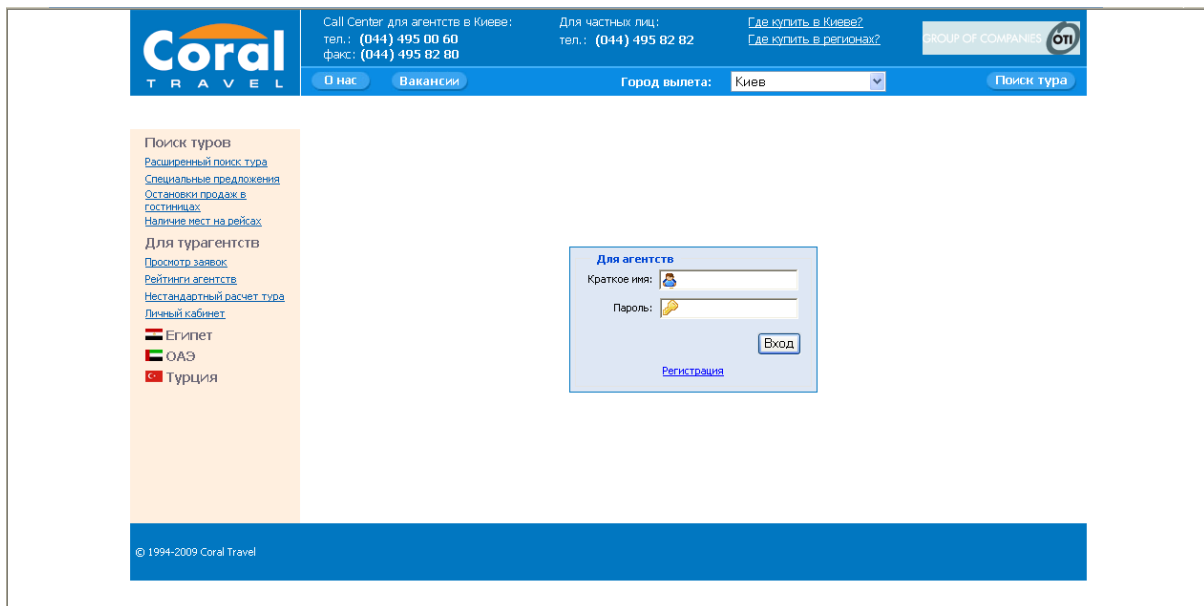 Coral
TRAVEL
Call Center для агентств в Киеве:
тел.: (044) 495 00 60
факс: (044) 495 82 80
Для частных лиц:
тел.: (044) 495 82 82
Где купить в Киеве?
Где купить в регионах?
GROUP OF COMPANIES OTI
О нас
Вакансии
Город вылета:
Киев
Поиск тура
Поиск туров
Расширенный поиск тура
Специальные предложения
Остановки продаж в
гостиницах
Наличие мест на рейсах
Для турагентств
Просмотр заявок
Рейтинги агентств
Нестандартный расчет тура
Личный кабинет
Египет
ОАЭ
Турция
Для агентств
Краткое имя:
Пароль:
Вход
Регистрация
© 1994-2009 Coral Travel